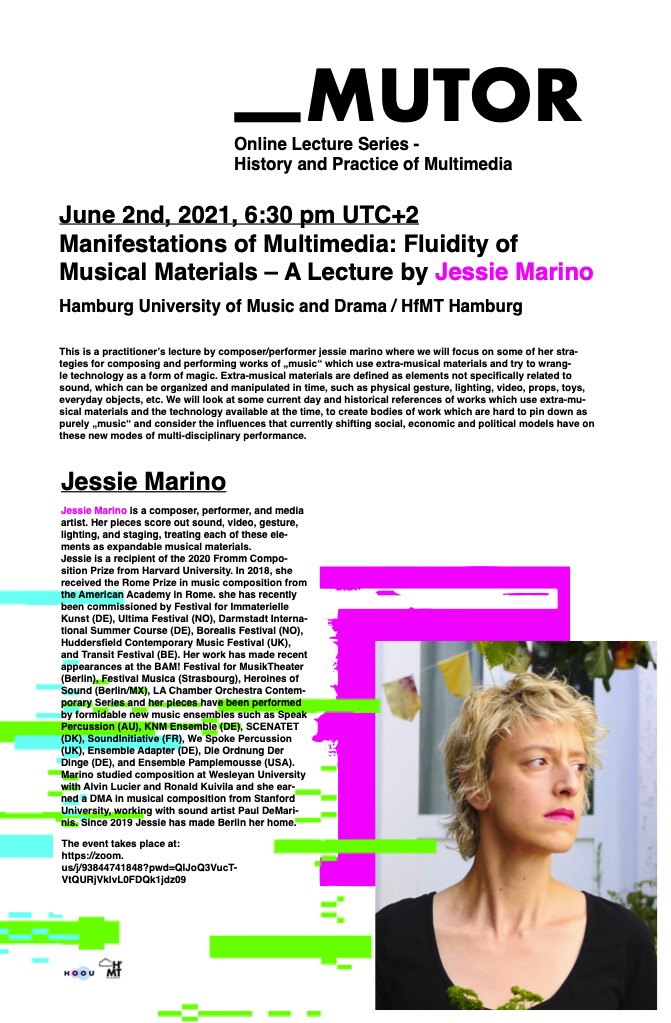 _MUTOR
Online Lecture Series -
History and Practice of Multimedia
June 2nd, 2021, 6:30 pm UTC+2
Manifestations of Multimedia: Fluidity of
Musical Materials – A Lecture by Jessie Marino
Hamburg University of Music and Drama / HfMT Hamburg
This is a practitioner's lecture by composer/performer jessie marino where we will focus on some of her stra-
tegies for composing and performing works of „music“ which use extra-musical materials and try to wrang-
le technology as a form of magic. Extra-musical materials are defined as elements not specifically related to
sound, which can be organized and manipulated in time, such as physical gesture, lighting, video, props, toys,
everyday objects, etc. We will look at some current day and historical references of works which use extra-mu-
sical materials and the technology available at the time, to create bodies of work which are hard to pin down as
purely „music“ and consider the influences that currently shifting social, economic and political models have on
these new modes of multi-disciplinary performance.
Jessie Marino
Jessie Marino is a composer, performer, and media
artist. Her pieces score out sound, video, gesture,
lighting, and staging, treating each of these ele-
ments as expandable musical materials.
Jessie is a recipient of the 2020 Fromm Compo-
sition Prize from Harvard University. In 2018, she
received the Rome Prize in music composition from
the American Academy in Rome. she has recently
been commissioned by Festival for Immaterielle
Kunst (DE), Ultima Festival (NO), Darmstadt Interna-
tional Summer Course (DE), Borealis Festival (NO),
Huddersfield Contemporary Music Festival (UK),
and Transit Festival (BE). Her work has made recent
appearances at the BAM! Festival for MusikTheater
(Berlin), Festival Musica (Strasbourg), Heroines of
Sound (Berlin/MX), LA Chamber Orchestra Contem-
porary Series and her pieces have been performed
by formidable new music ensembles such as Speak
Percussion (AU), KNM Ensemble (DE), SCENATET
(DK), SoundInitiative (FR), We Spoke Percussion
(UK), Ensemble Adapter (DE), Die Ordnung Der
Dinge (DE), and Ensemble Pamplemousse (USA).
Marino studied composition at Wesleyan University
with Alvin Lucier and Ronald Kuivila and she ear-
ned a DMA in musical composition from Stanford
University, working with sound artist Paul DeMari-
nis. Since 2019 Jessie has made Berlin her home.
The event takes place at:
https://zoom.
us/j/93844741848?pwd=QlJoQ3VucT-
VtQURjVklvL0FDQk1jdz09
HOOU
HfMT